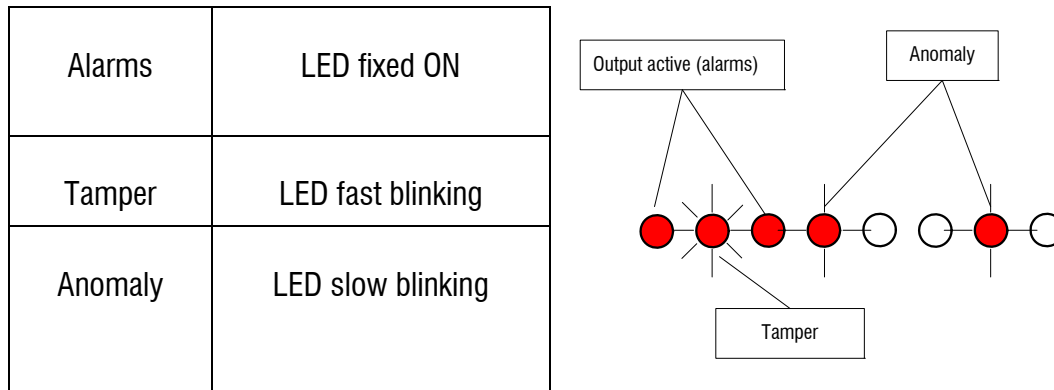 Alarms
LED fixed ON
Tamper
LED fast blinking
Anomaly
LED slow blinking
Output active (alarms)
Anomaly
Tamper